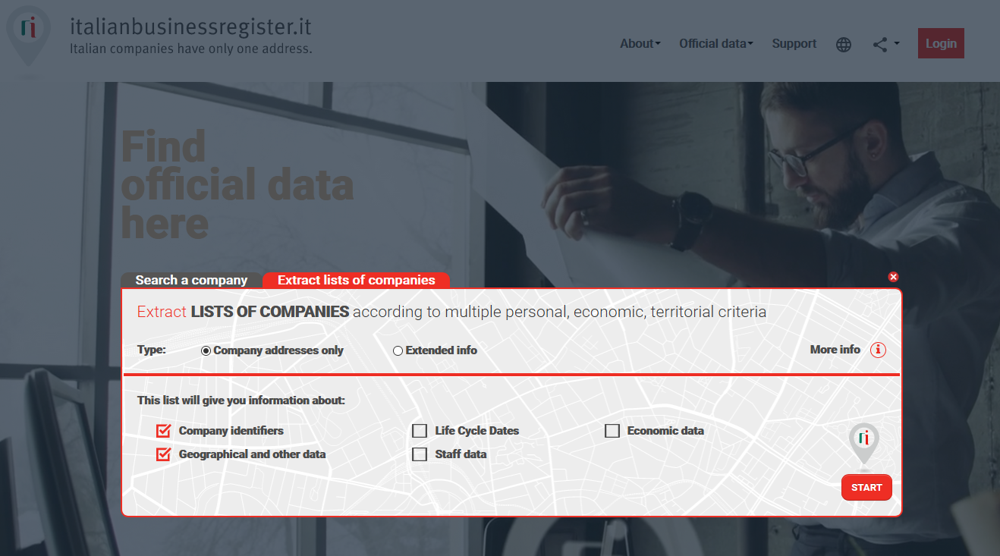 ri
italianbusinessregister.it
Italian companies have only one address.
About
Official data
Support
Login
Find
official data
here
Search a company
Extract lists of companies
Extract LISTS OF COMPANIES according to multiple personal, economic, territorial criteria
Type:
Company addresses only
Extended info
More info
i
This list will give you information about:
Company identifiers
Life Cycle Dates
Economic data
Geographical and other data
Staff data
ri
START